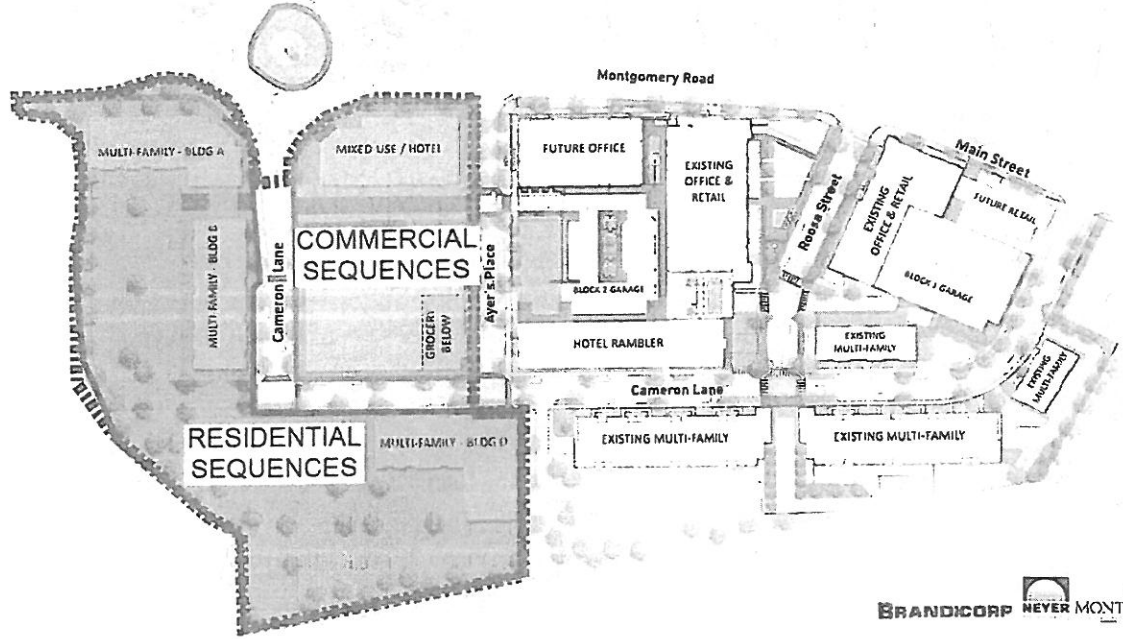 Montgomery Road
MULTI-FAMILY - BLDG A
MIXED USE / HOTEL
FUTURE OFFICE
EXISTING
OFFICE &
RETAIL
Main Street
Roosa Street
EXISTING
OFFICE & RETAIL
FUTURE RETAIL
MULTI-FAMILY - BLDG B
Cameron Lane
COMMERCIAL
SEQUENCES
Ayer's Place
BLOCK 2 GARAGE
BLOCK 3 GARAGE
GROCERY
BELOW
HOTEL RAMBLER
EXISTING
MULTI-FAMILY
EXISTING
MULTI-FAMILY
Cameron Lane
RESIDENTIAL
SEQUENCES
MULTI-FAMILY - BLDG D
EXISTING MULTI-FAMILY
EXISTING MULTI-FAMILY
BRANDICORP
NEYER
MONT